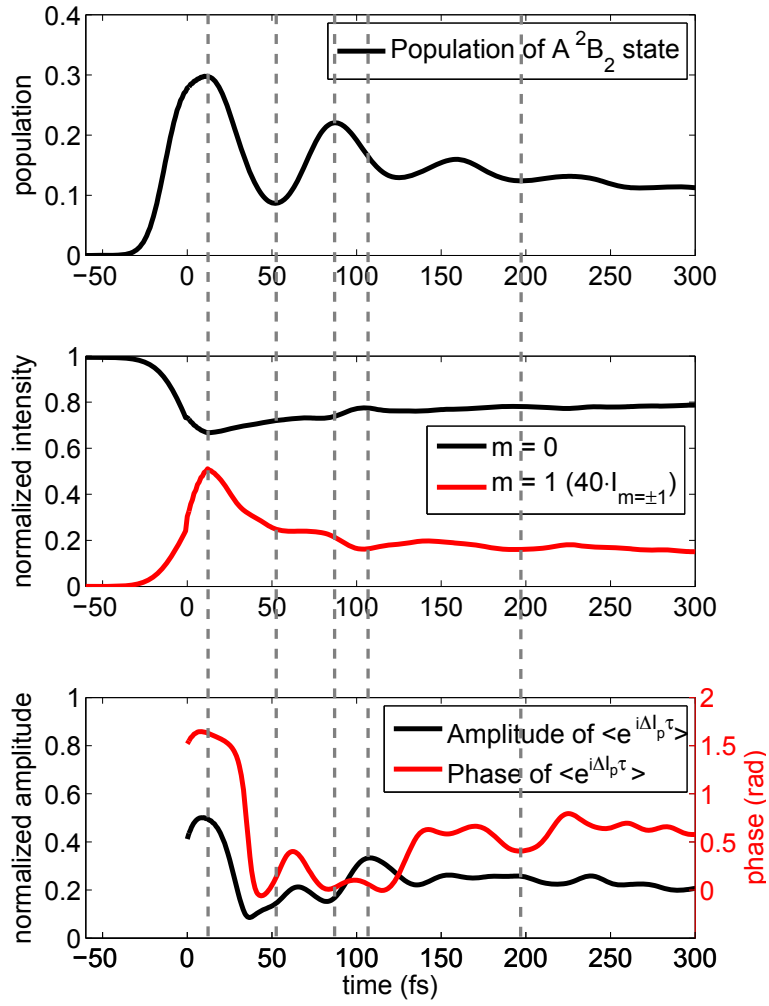 0.4
0.3
0.2
0.1
0
population
Population of A ²B₂ state
−50 0 50 100 150 200 250 300
1
0.8
0.6
0.4
0.2
0
normalized intensity
m = 0
m = 1 (40·I_{m=±1})
−50 0 50 100 150 200 250 300
1
0.8
0.6
0.4
0.2
0
normalized amplitude
Amplitude of <e^{iΔI_pτ}>
Phase of <e^{iΔI_pτ}>
2
1.5
1
0.5
0
phase (rad)
−50 0 50 100 150 200 250 300
time (fs)